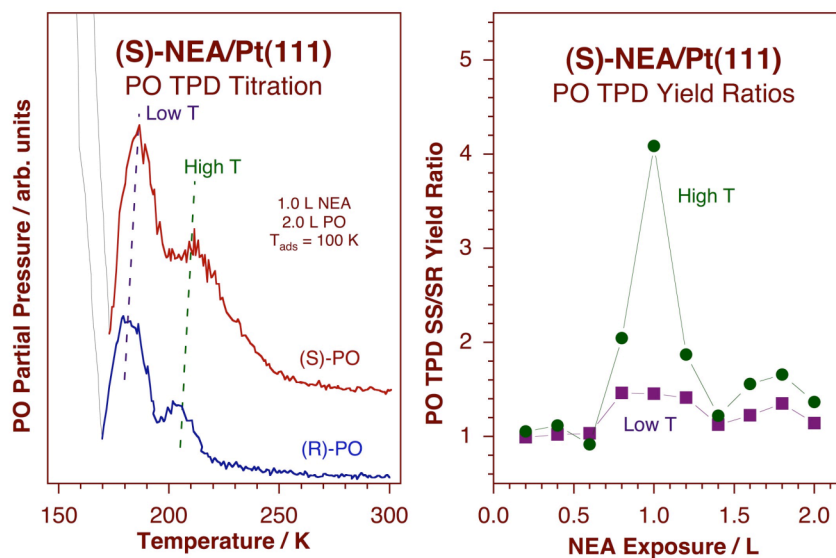 (S)-NEA/Pt(111)
PO TPD Titration
Low T
High T
1.0 L NEA
2.0 L PO
Tads = 100 K
(S)-PO
(R)-PO
PO Partial Pressure / arb. units
150 200 250 300
Temperature / K
(S)-NEA/Pt(111)
PO TPD Yield Ratios
High T
Low T
PO TPD SS/SR Yield Ratio
5
4
3
2
1
0.0 0.5 1.0 1.5 2.0
NEA Exposure / L